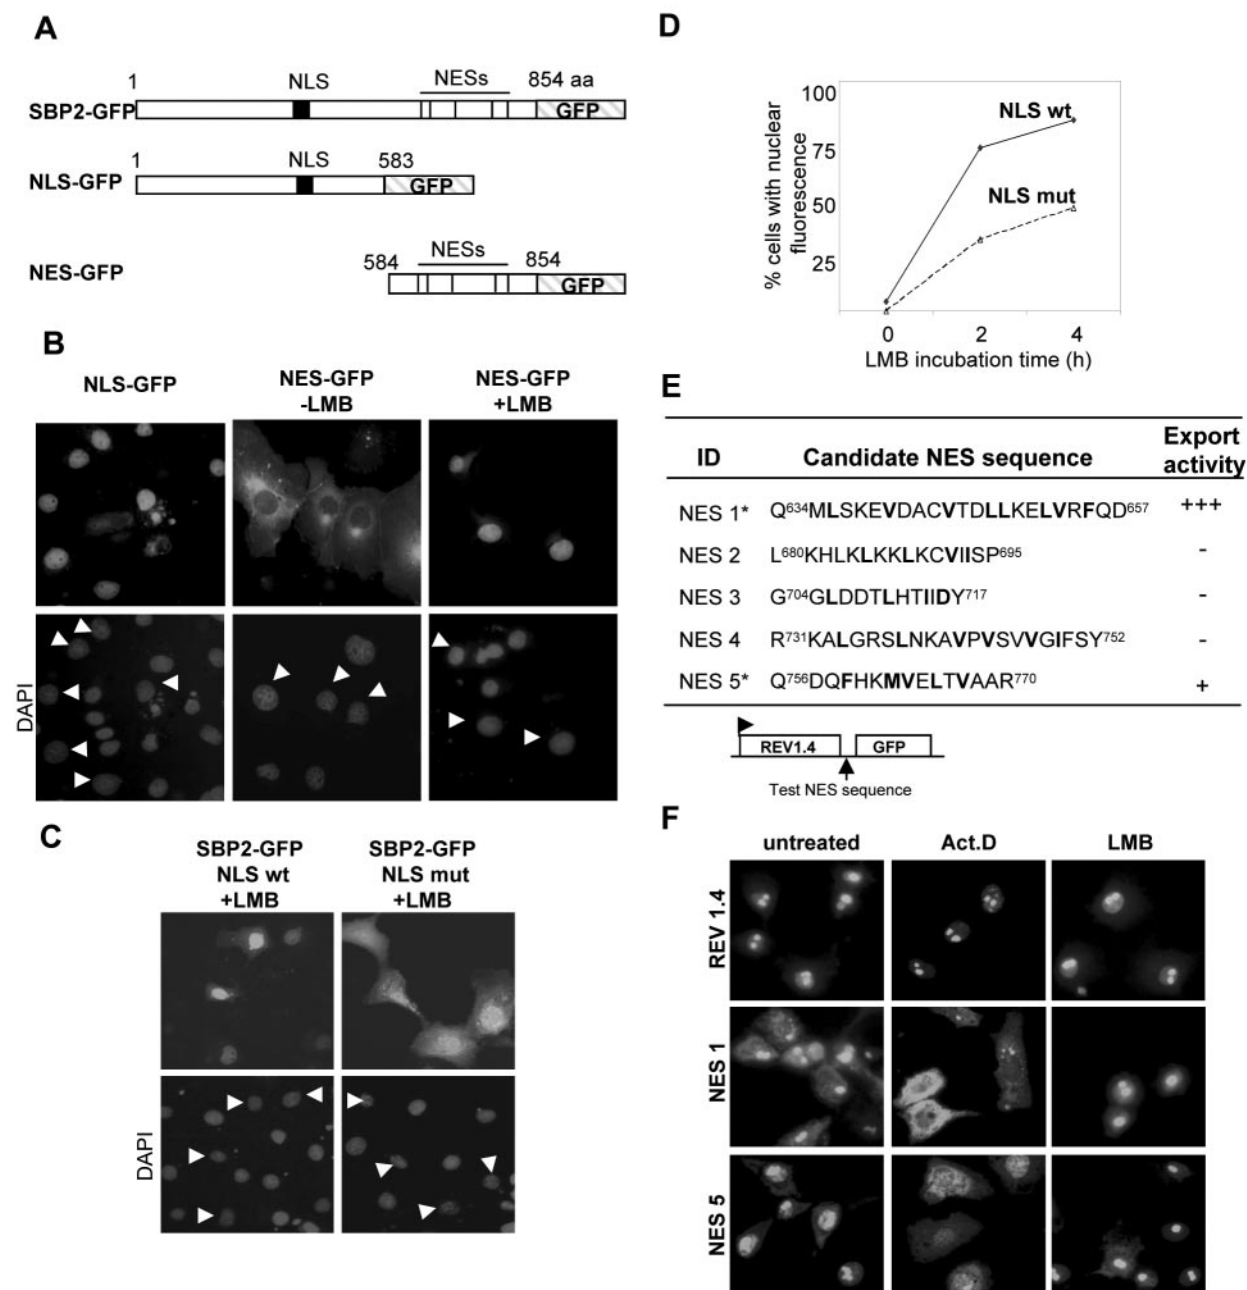 A
1 NLS NESs 854 aa
SBP2-GFP GFP
1 NLS 583
NLS-GFP GFP
584 NESs 854
NES-GFP GFP
B
NLS-GFP
NES-GFP
-LMB
NES-GFP
+LMB
DAPI
C
SBP2-GFP
NLS wt
+LMB
SBP2-GFP
NLS mut
+LMB
DAPI
D
% cells with nuclear
fluorescence
100
75
50
25
NLS wt
NLS mut
0 2 4
LMB incubation time (h)
E
ID Candidate NES sequence Export
activity
NES 1* Q634MLSKEVDACVTDLLKELVRFQD657 +++
NES 2 L680KHLKLKKLKCVIISP695 -
NES 3 G704GLDDTLHTIIDY717 -
NES 4 R731KALGRSLNKAVPVSVVGIFSY752 -
NES 5* Q756DQFHKMVELTVAAR770 +
REV1.4 GFP
Test NES sequence
F
untreated Act.D LMB
REV 1.4
NES 1
NES 5